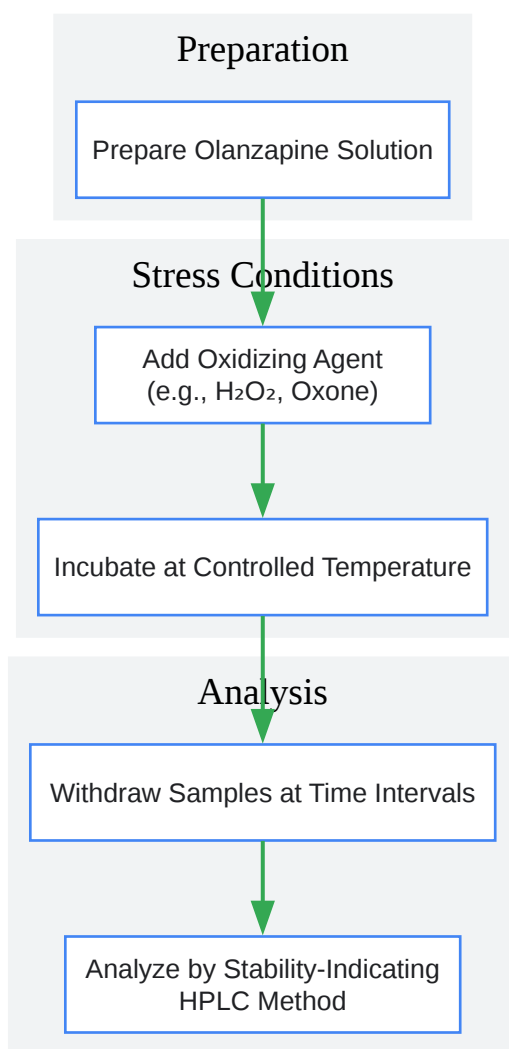 Preparation
Prepare Olanzapine Solution
Stress Conditions
Add Oxidizing Agent
(e.g., H₂O₂, Oxone)
Incubate at Controlled Temperature
Analysis
Withdraw Samples at Time Intervals
Analyze by Stability-Indicating
HPLC Method